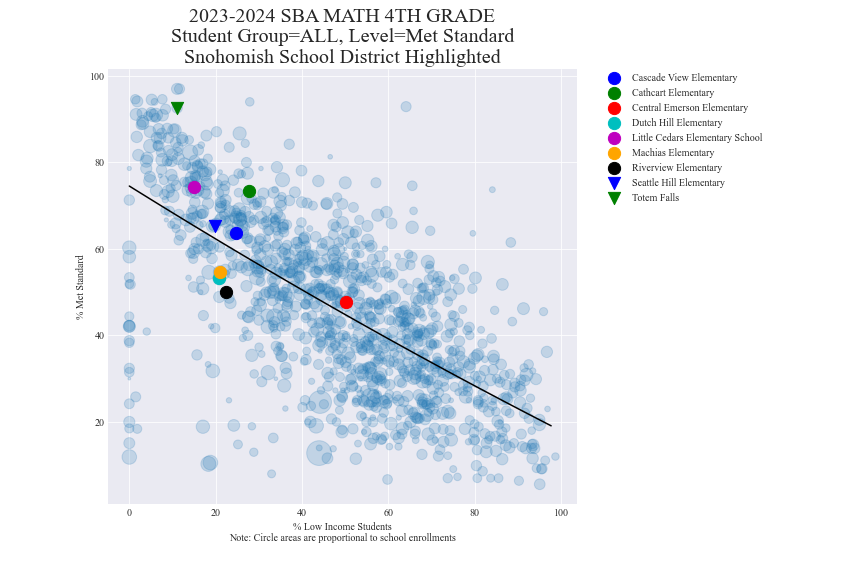 2023-2024 SBA MATH 4TH GRADE
Student Group=ALL, Level=Met Standard
Snohomish School District Highlighted
100
80
60
40
20
% Met Standard
0 20 40 60 80 100
% Low Income Students
Note: Circle areas are proportional to school enrollments
Cascade View Elementary
Cathcart Elementary
Central Emerson Elementary
Dutch Hill Elementary
Little Cedars Elementary School
Machias Elementary
Riverview Elementary
Seattle Hill Elementary
Totem Falls